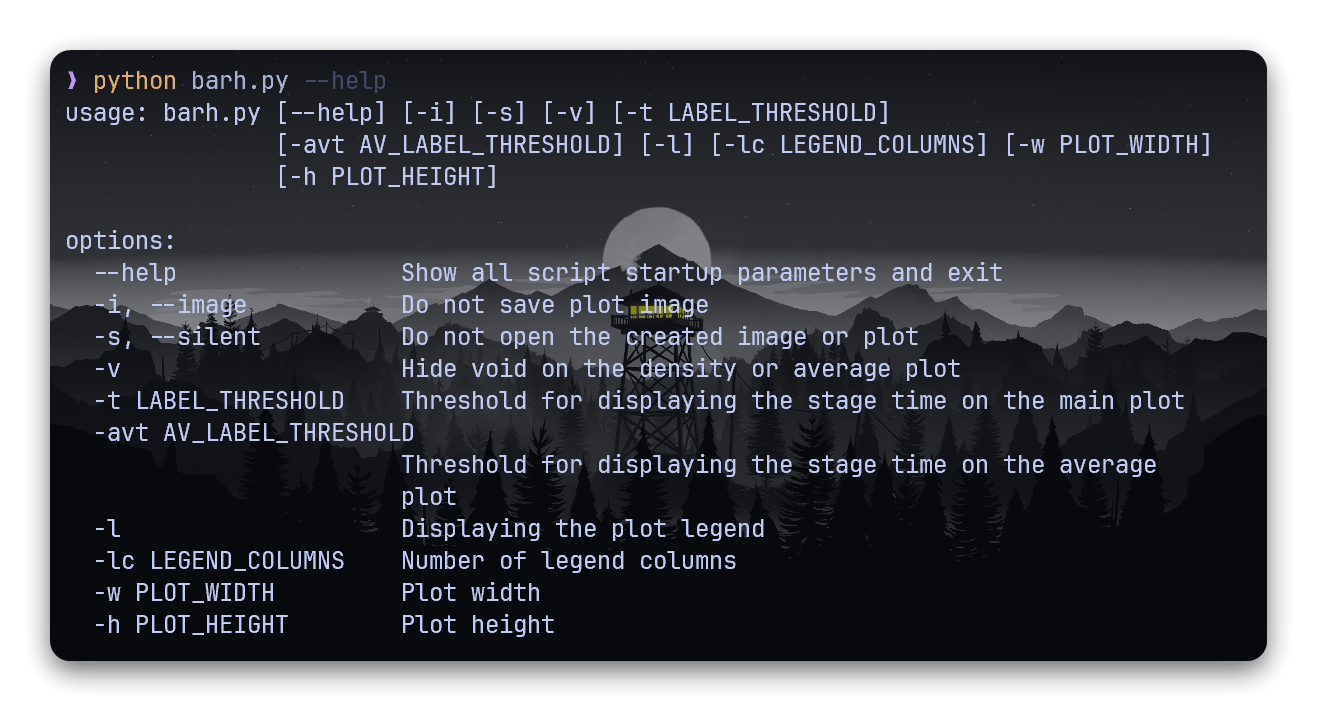 ❱ python barh.py --help
usage: barh.py [--help] [-i] [-s] [-v] [-t LABEL_THRESHOLD]
[-avt AV_LABEL_THRESHOLD] [-l] [-lc LEGEND_COLUMNS] [-w PLOT_WIDTH]
[-h PLOT_HEIGHT]
options:
--help Show all script startup parameters and exit
-i, --image Do not save plot image
-s, --silent Do not open the created image or plot
-v Hide void on the density or average plot
-t LABEL_THRESHOLD Threshold for displaying the stage time on the main plot
-avt AV_LABEL_THRESHOLD
Threshold for displaying the stage time on the average
plot
-l Displaying the plot legend
-lc LEGEND_COLUMNS Number of legend columns
-w PLOT_WIDTH Plot width
-h PLOT_HEIGHT Plot height